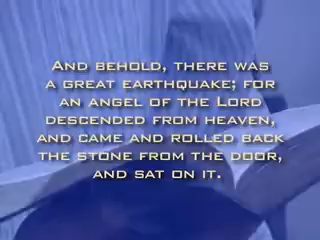 And behold, there was
a great earthquake; for
an angel of the Lord
descended from heaven,
and came and rolled back
the stone from the door,
and sat on it.